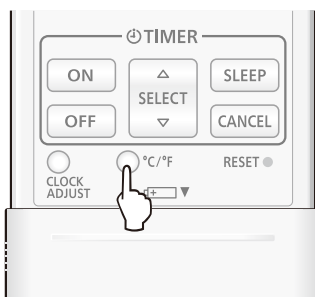 TIMER
ON
SELECT
SLEEP
OFF
CANCEL
°C/°F
RESET
CLOCK
ADJUST
+